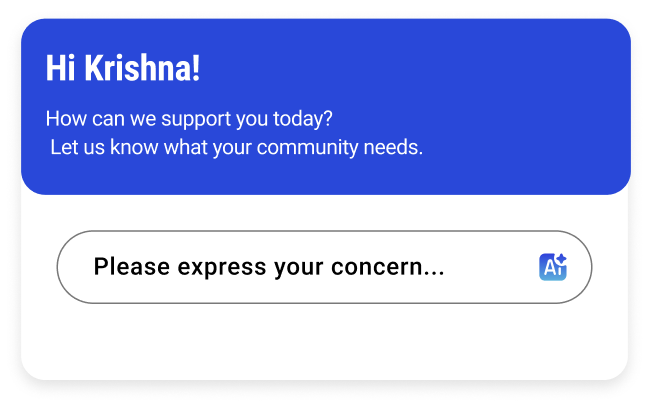 Hi Krishna!
How can we support you today?
Let us know what your community needs.
Please express your concern...
Ai